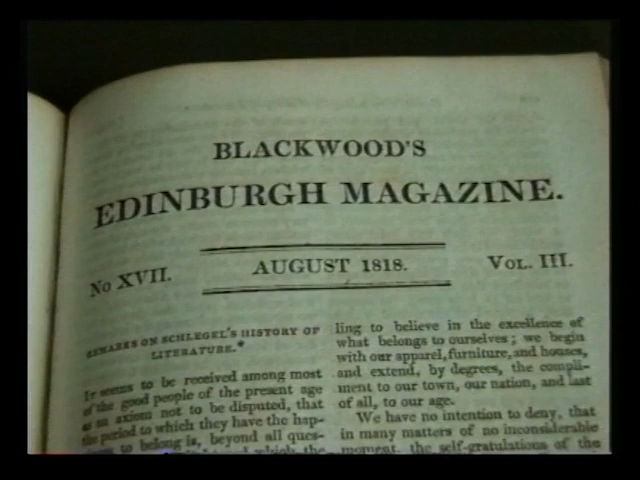 BLACKWOOD'S
EDINBURGH MAGAZINE.
No XVII.
AUGUST 1818.
VOL. III.
REMARKS ON SCHLEGEL'S HISTORY OF
LITERATURE.*
It seems to be received among most
of the good people of the present age
as an axiom not to be disputed, that
the period to which they have the hap-
to belong is, beyond all ques-
which the
ling to believe in the excellence of
what belongs to ourselves; we begin
with our apparel, furniture, and houses,
and extend, by degrees, the compli-
ment to our town, our nation, and last
of all, to our age.
We have no intention to deny, that
in many matters of no inconsiderable
moment, the self-gratulations of the